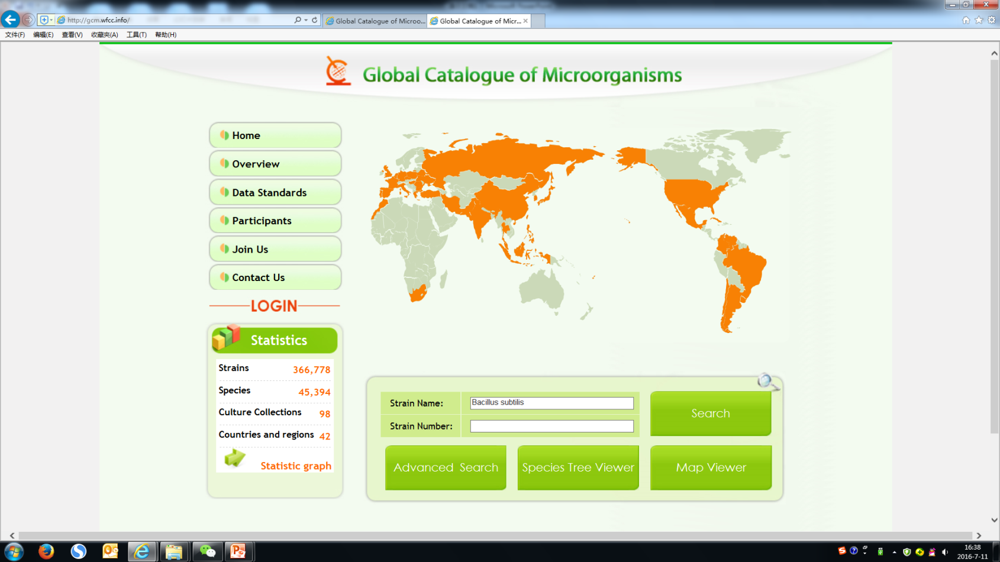 http://gcm.wfcc.info/
Global Catalogue of Microo...
Global Catalogue of Micr...
文件(F) 编辑(E) 查看(V) 收藏夹(A) 工具(T) 帮助(H)
Global Catalogue of Microorganisms
Home
Overview
Data Standards
Participants
Join Us
Contact Us
LOGIN
Statistics
Strains 366,778
Species 45,394
Culture Collections 98
Countries and regions 42
Statistic graph
Strain Name: Bacillus subtilis
Strain Number:
Search
Advanced Search
Species Tree Viewer
Map Viewer
16:38
2016-7-11